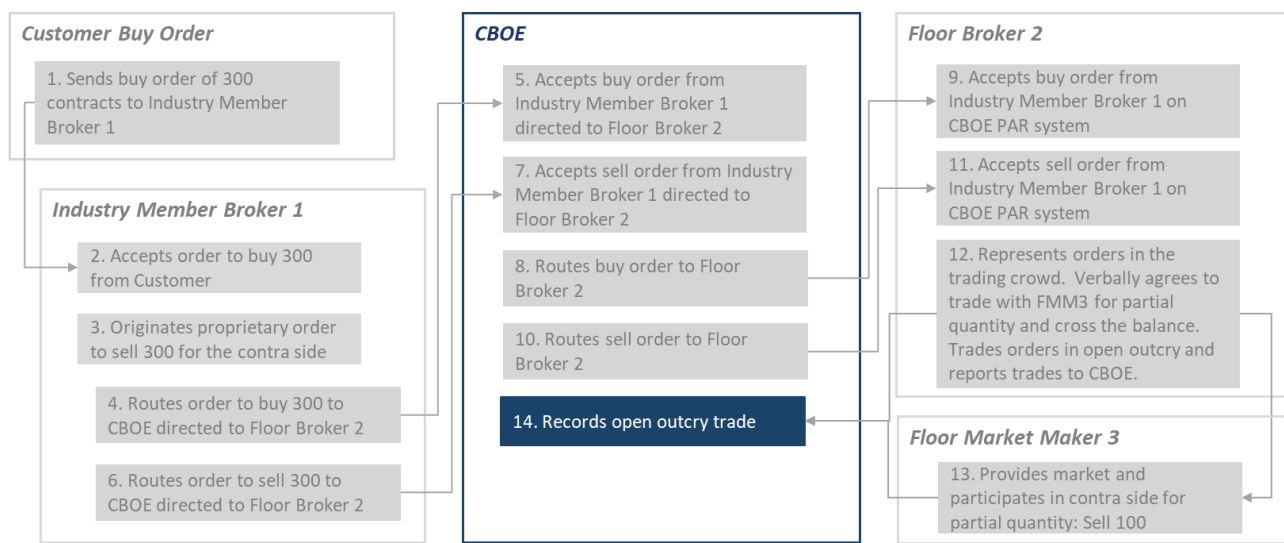 Customer Buy Order
1. Sends buy order of 300
contracts to Industry Member
Broker 1
Industry Member Broker 1
2. Accepts order to buy 300
from Customer
3. Originates proprietary order
to sell 300 for the contra side
4. Routes order to buy 300 to
CBOE directed to Floor Broker 2
6. Routes order to sell 300 to
CBOE directed to Floor Broker 2
CBOE
5. Accepts buy order from
Industry Member Broker 1
directed to Floor Broker 2
7. Accepts sell order from Industry
Member Broker 1 directed to
Floor Broker 2
8. Routes buy order to Floor
Broker 2
10. Routes sell order to Floor
Broker 2
14. Records open outcry trade
Floor Broker 2
9. Accepts buy order from
Industry Member Broker 1 on
CBOE PAR system
11. Accepts sell order from
Industry Member Broker 1 on
CBOE PAR system
12. Represents orders in the
trading crowd.  Verbally agrees to
trade with FMM3 for partial
quantity and cross the balance.
Trades orders in open outcry and
reports trades to CBOE.
Floor Market Maker 3
13. Provides market and
participates in contra side for
partial quantity: Sell 100